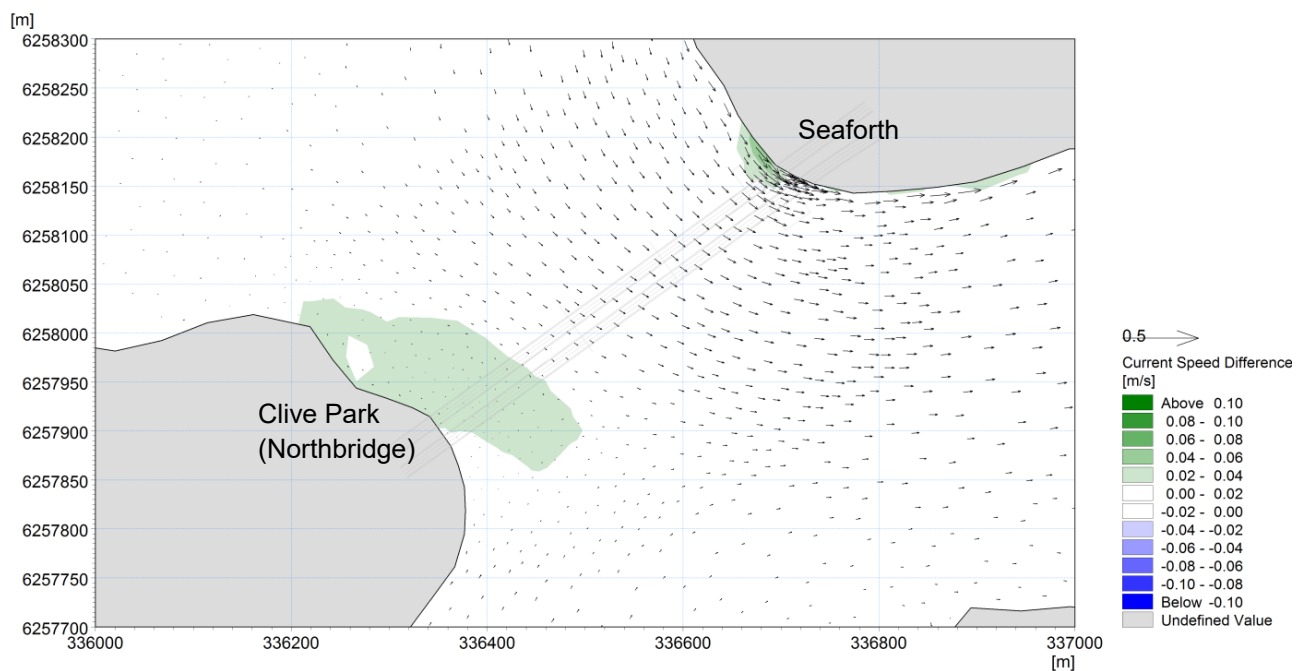 [m]
6258300
6258250
6258200
6258150
6258100
6258050
6258000
6257950
6257900
6257850
6257800
6257750
6257700
336000 336200 336400 336600 336800 337000
[m]
Seaforth
Clive Park
(Northbridge)
0.5
Current Speed Difference
[m/s]
Above 0.10
0.08 - 0.10
0.06 - 0.08
0.04 - 0.06
0.02 - 0.04
0.00 - 0.02
-0.02 - 0.00
-0.04 - -0.02
-0.06 - -0.04
-0.08 - -0.06
-0.10 - -0.08
Below -0.10
Undefined Value